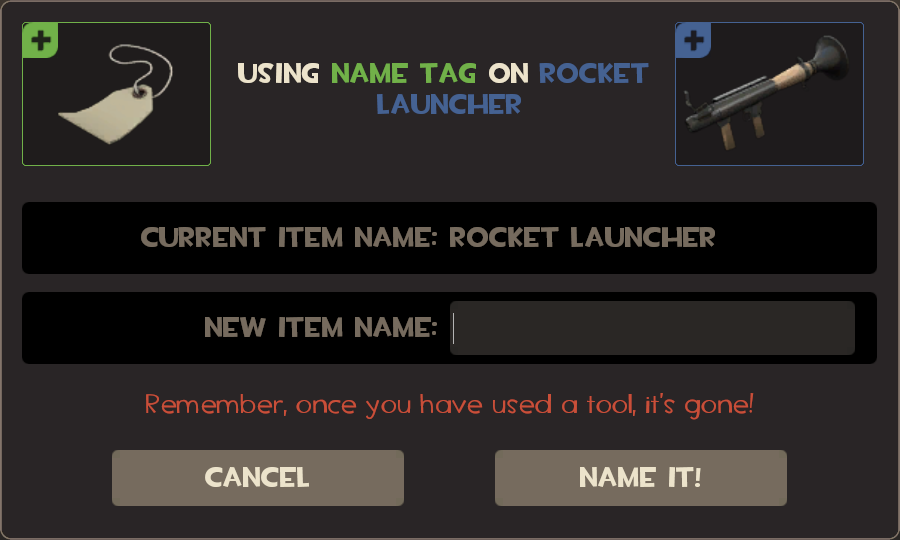 USING NAME TAG ON ROCKET
LAUNCHER
CURRENT ITEM NAME: ROCKET LAUNCHER
NEW ITEM NAME:
Remember, once you have used a tool, it's gone!
CANCEL
NAME IT!